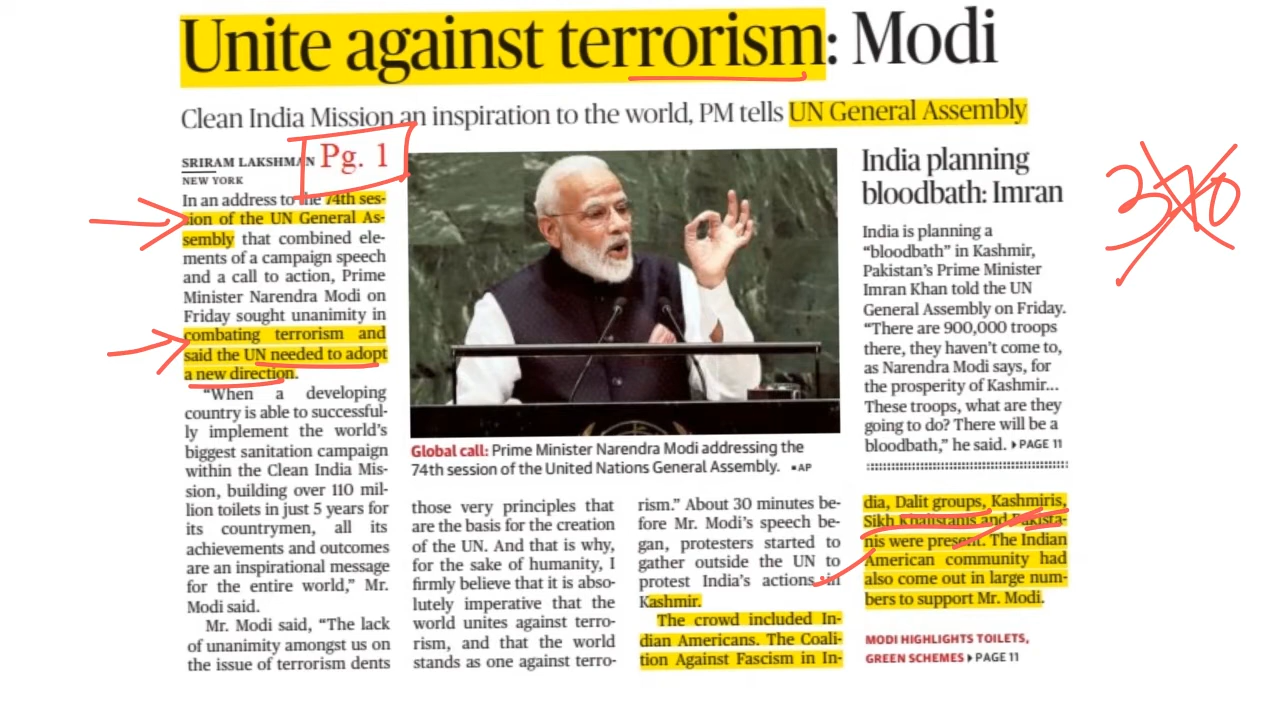 Unite against terrorism: Modi
Clean India Mission an inspiration to the world, PM tells UN General Assembly
SRIRAM LAKSHMAN
Pg. 1
NEW YORK
In an address to the 74th ses-
sion of the UN General As-
sembly that combined ele-
ments of a campaign speech
and a call to action, Prime
Minister Narendra Modi on
Friday sought unanimity in
combating terrorism and
said the UN needed to adopt
a new direction.
“When a developing
country is able to successful-
ly implement the world’s
biggest sanitation campaign
within the Clean India Mis-
sion, building over 110 mil-
lion toilets in just 5 years for
its countrymen, all its
achievements and outcomes
are an inspirational message
for the entire world,” Mr.
Modi said.
Mr. Modi said, “The lack
of unanimity amongst us on
the issue of terrorism dents
Global call: Prime Minister Narendra Modi addressing the
74th session of the United Nations General Assembly. ▪AP
those very principles that
are the basis for the creation
of the UN. And that is why,
for the sake of humanity, I
firmly believe that it is abso-
lutely imperative that the
world unites against terro-
rism, and that the world
stands as one against terro-
rism.” About 30 minutes be-
fore Mr. Modi’s speech be-
gan, protesters started to
gather outside the UN to
protest India’s actions in
Kashmir.
The crowd included In-
dian Americans. The Coali-
tion Against Fascism in In-
dia, Dalit groups, Kashmiris,
Sikh Khalistanis and Pakista-
nis were present. The Indian
American community had
also come out in large num-
bers to support Mr. Modi.
MODI HIGHLIGHTS TOILETS,
GREEN SCHEMES ▸ PAGE 11
India planning
bloodbath: Imran
India is planning a
“bloodbath” in Kashmir,
Pakistan’s Prime Minister
Imran Khan told the UN
General Assembly on Friday.
“There are 900,000 troops
there, they haven’t come to,
as Narendra Modi says, for
the prosperity of Kashmir...
These troops, what are they
going to do? There will be a
bloodbath,” he said. ▸ PAGE 11